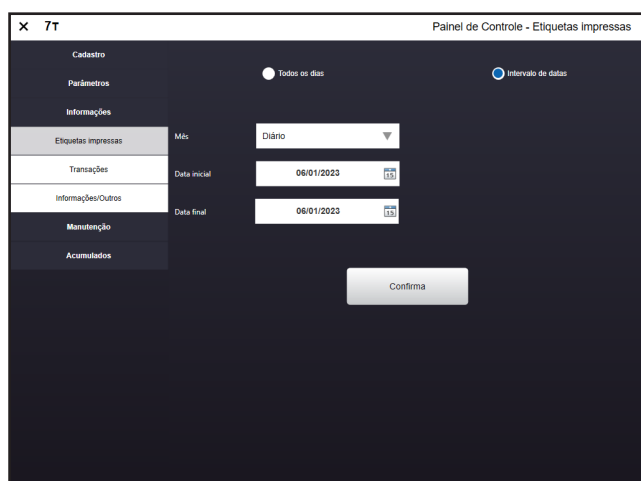 × 7T Painel de Controle - Etiquetas impressas
Cadastro
Parâmetros
Informações
Etiquetas impressas
Transações
Informações/Outros
Manutenção
Acumulados
Todos os dias
Intervalo de datas
Mês Diário
Data inicial 06/01/2023 15
Data final 06/01/2023 15
Confirma